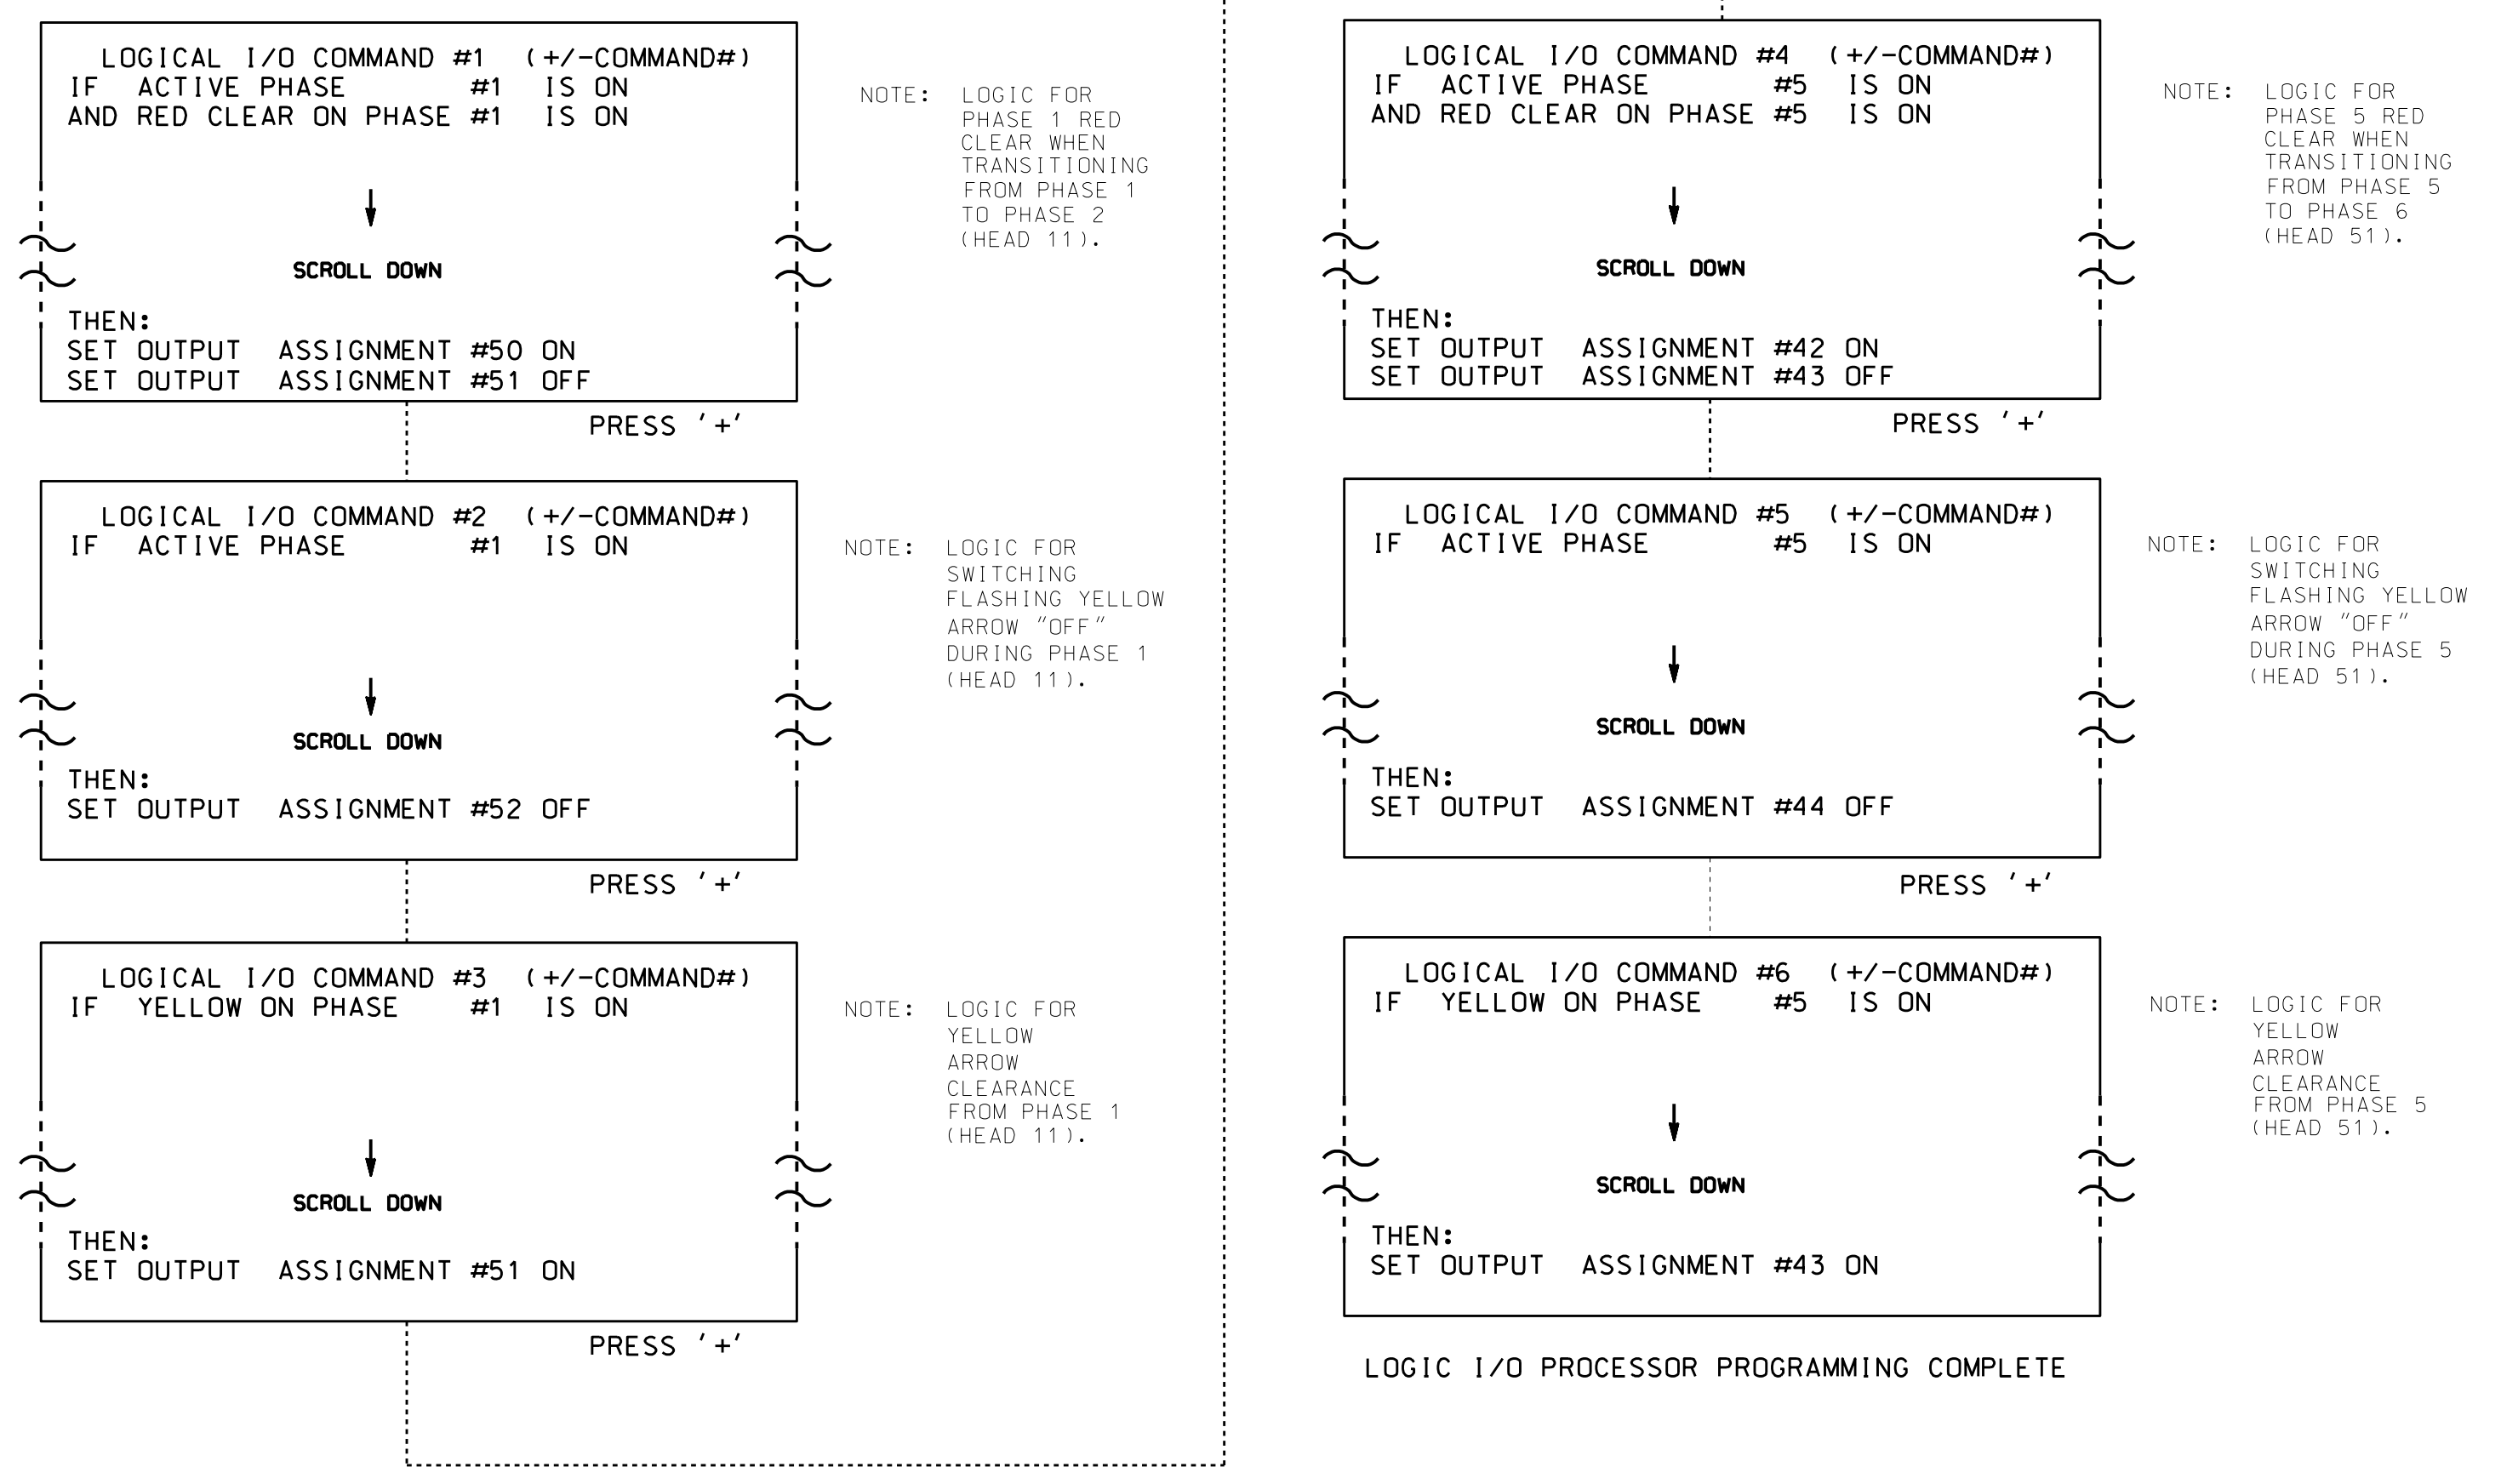 LOGICAL I/O COMMAND #1 (+/-COMMAND#)
IF ACTIVE PHASE #1 IS ON
AND RED CLEAR ON PHASE #1 IS ON
SCROLL DOWN
THEN:
SET OUTPUT ASSIGNMENT #50 ON
SET OUTPUT ASSIGNMENT #51 OFF
PRESS '+'
NOTE: LOGIC FOR
PHASE 1 RED
CLEAR WHEN
TRANSITIONING
FROM PHASE 1
TO PHASE 2
(HEAD 11).
LOGICAL I/O COMMAND #2 (+/-COMMAND#)
IF ACTIVE PHASE #1 IS ON
SCROLL DOWN
THEN:
SET OUTPUT ASSIGNMENT #52 OFF
PRESS '+'
NOTE: LOGIC FOR
SWITCHING
FLASHING YELLOW
ARROW "OFF"
DURING PHASE 1
(HEAD 11).
LOGICAL I/O COMMAND #3 (+/-COMMAND#)
IF YELLOW ON PHASE #1 IS ON
SCROLL DOWN
THEN:
SET OUTPUT ASSIGNMENT #51 ON
PRESS '+'
NOTE: LOGIC FOR
YELLOW
ARROW
CLEARANCE
FROM PHASE 1
(HEAD 11).
LOGICAL I/O COMMAND #4 (+/-COMMAND#)
IF ACTIVE PHASE #5 IS ON
AND RED CLEAR ON PHASE #5 IS ON
SCROLL DOWN
THEN:
SET OUTPUT ASSIGNMENT #42 ON
SET OUTPUT ASSIGNMENT #43 OFF
PRESS '+'
NOTE: LOGIC FOR
PHASE 5 RED
CLEAR WHEN
TRANSITIONING
FROM PHASE 5
TO PHASE 6
(HEAD 51).
LOGICAL I/O COMMAND #5 (+/-COMMAND#)
IF ACTIVE PHASE #5 IS ON
SCROLL DOWN
THEN:
SET OUTPUT ASSIGNMENT #44 OFF
PRESS '+'
NOTE: LOGIC FOR
SWITCHING
FLASHING YELLOW
ARROW "OFF"
DURING PHASE 5
(HEAD 51).
LOGICAL I/O COMMAND #6 (+/-COMMAND#)
IF YELLOW ON PHASE #5 IS ON
SCROLL DOWN
THEN:
SET OUTPUT ASSIGNMENT #43 ON
NOTE: LOGIC FOR
YELLOW
ARROW
CLEARANCE
FROM PHASE 5
(HEAD 51).
LOGIC I/O PROCESSOR PROGRAMMING COMPLETE